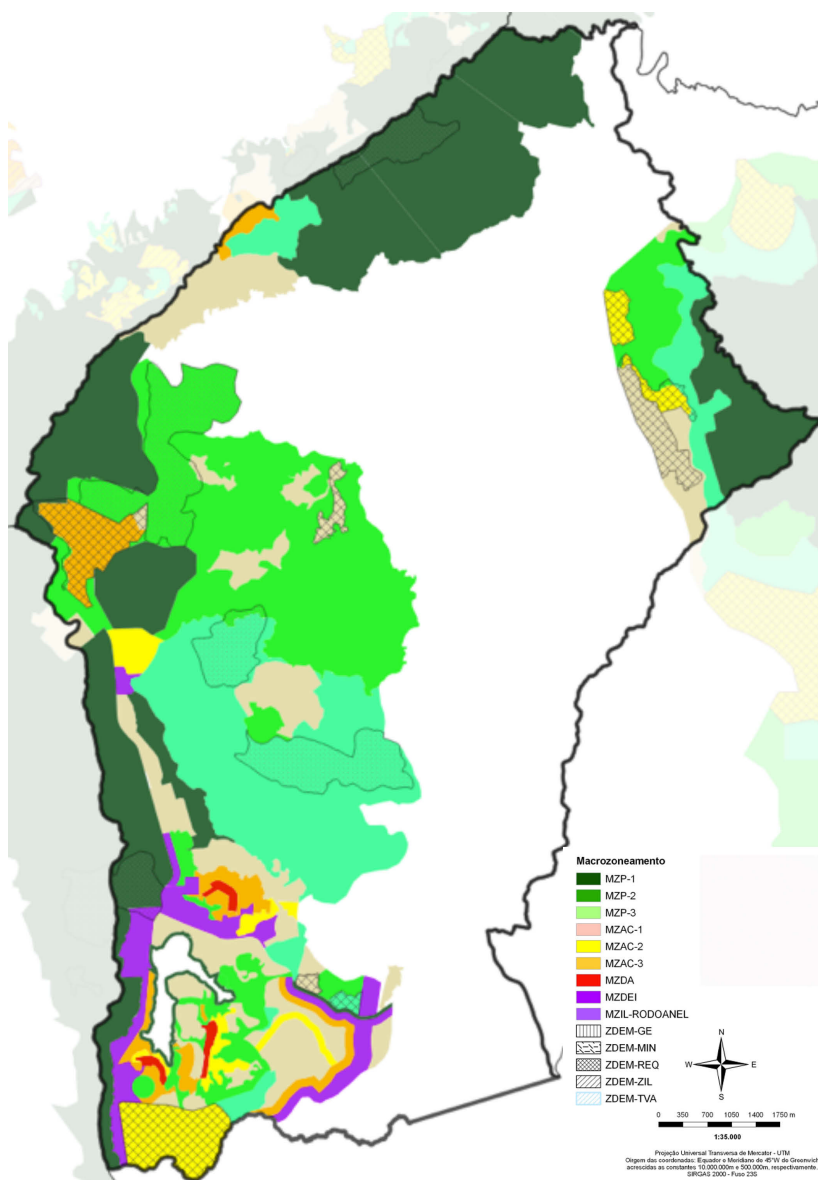 Macrozoneamento
MZP-1
MZP-2
MZP-3
MZAC-1
MZAC-2
MZAC-3
MZDA
MZDEI
MZIL-RODOANEL
ZDEM-GE
ZDEM-MIN
ZDEM-REQ
ZDEM-ZIL
ZDEM-TVA
N
W E
S
0 350 700 1050 1400 1750 m
1:35.000
Projeção Universal Transversa de Mercator - UTM
Origem das coordenadas: Equador e Meridiano de 45°W de Greenwich
acrescidas as constantes 10.000.000m e 500.000m, respectivamente.
SIRGAS 2000 - Fuso 23S